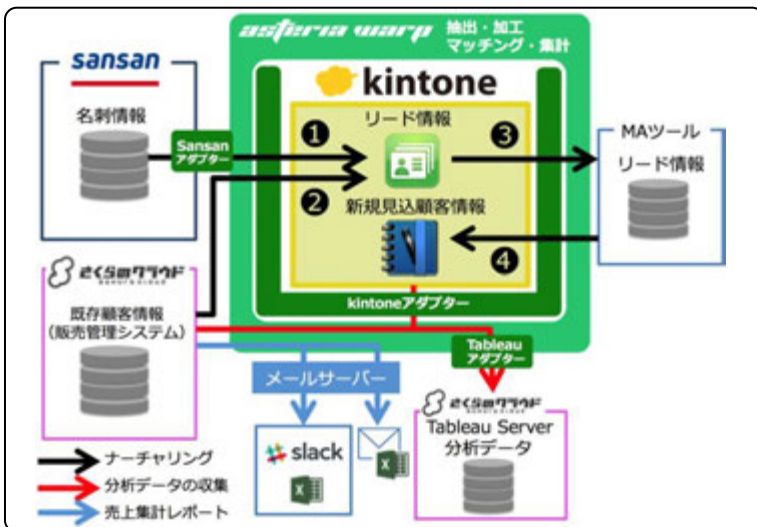 asteria warp
抽出・加工
マッチング・集計
sansan
名刺情報
Sansan
アダプター
kintone
リード情報
❶
❸
❷
新規見込顧客情報
❹
MAツール
リード情報
さくらのクラウド
SAKURA CLOUD
既存顧客情報
(販売管理システム)
kintoneアダプター
Tableau
アダプター
メールサーバー
slack
さくらのクラウド
SAKURA CLOUD
Tableau Server
分析データ
ナーチャリング
分析データの収集
売上集計レポート